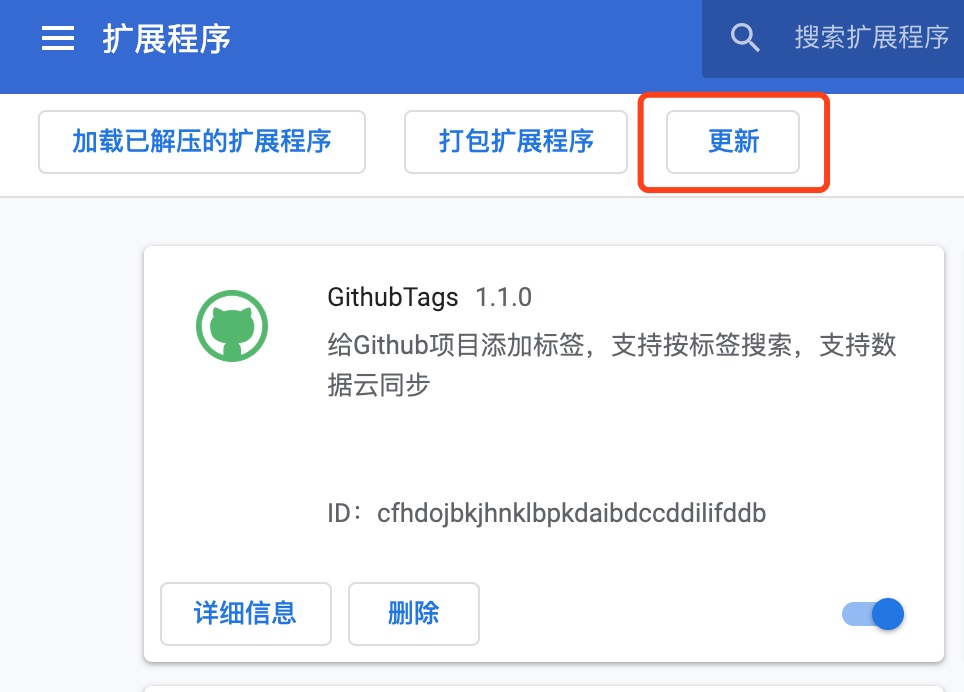 扩展程序
搜索扩展程序
加载已解压的扩展程序
打包扩展程序
更新
GithubTags 1.1.0
给Github项目添加标签，支持按标签搜索，支持数
据云同步
ID：cfhdojbkjhnklbpkdaibdccddilifddb
详细信息
删除